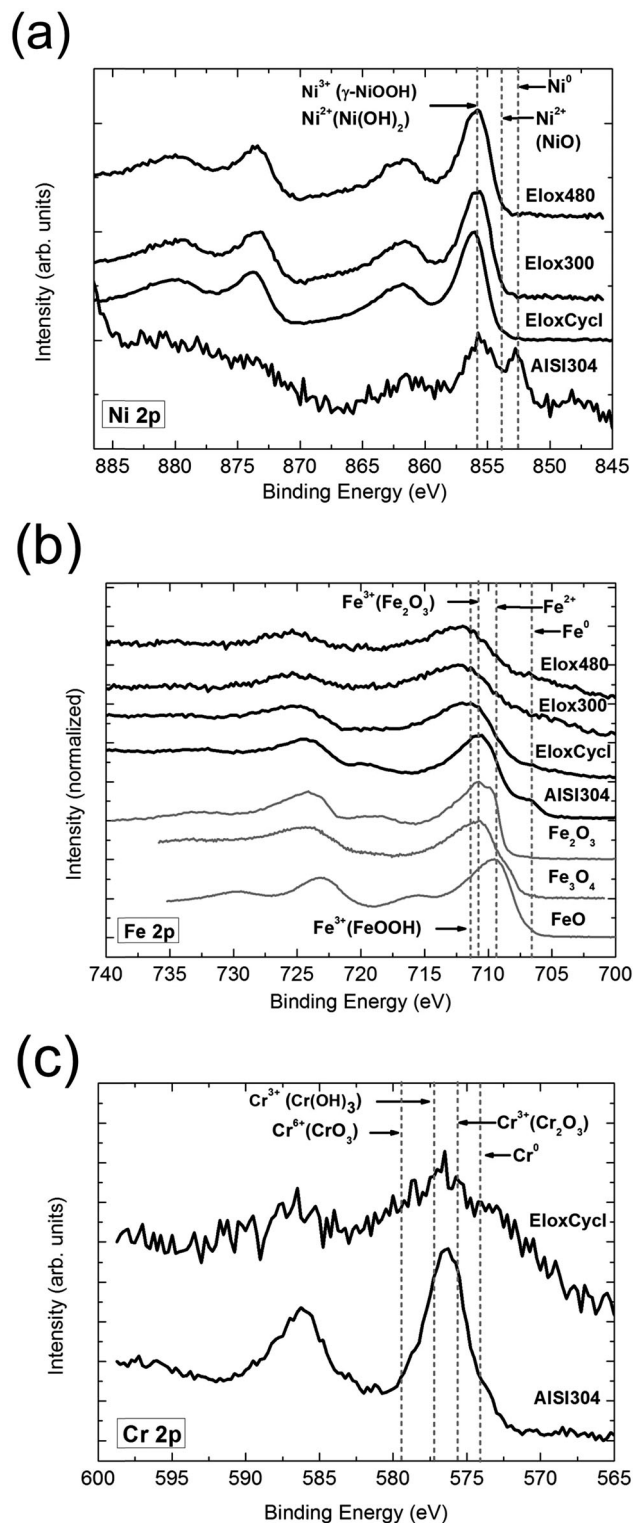 (a)
Ni³⁺ (γ-NiOOH)
Ni²⁺(Ni(OH)₂)
Ni⁰
Ni²⁺
(NiO)
Elox480
Elox300
EloxCycl
AISI304
Ni 2p
Intensity (arb. units)
885 880 875 870 865 860 855 850 845
Binding Energy (eV)
(b)
Fe³⁺(Fe₂O₃)
Fe²⁺
Fe⁰
Elox480
Elox300
EloxCycl
AISI304
Fe₂O₃
Fe₃O₄
FeO
Fe³⁺(FeOOH)
Fe 2p
Intensity (normalized)
740 735 730 725 720 715 710 705 700
Binding Energy (eV)
(c)
Cr³⁺ (Cr(OH)₃)
Cr⁶⁺(CrO₃)
Cr³⁺(Cr₂O₃)
Cr⁰
EloxCycl
AISI304
Cr 2p
Intensity (arb. units)
600 595 590 585 580 575 570 565
Binding Energy (eV)